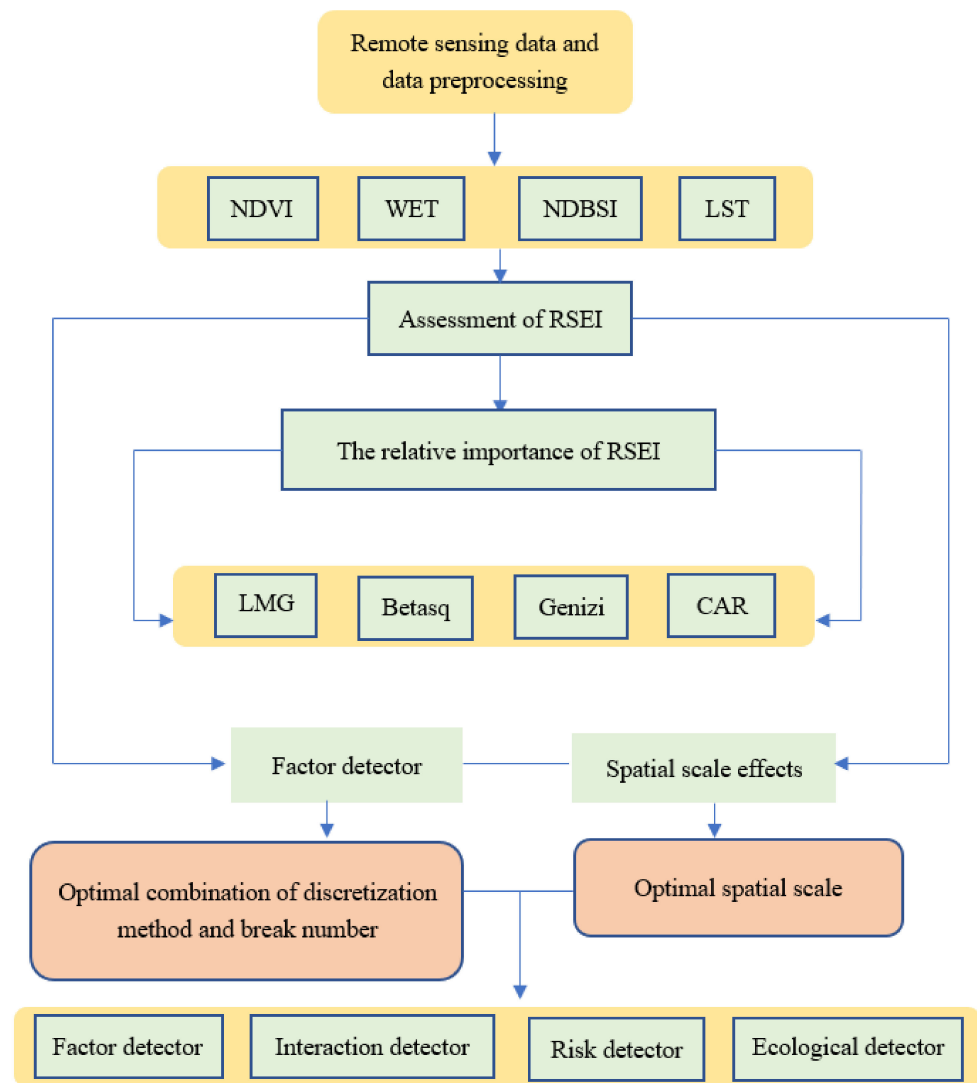 Remote sensing data and
data preprocessing
NDVI
WET
NDBSI
LST
Assessment of RSEI
The relative importance of RSEI
LMG
Betasq
Genizi
CAR
Factor detector
Spatial scale effects
Optimal combination of discretization
method and break number
Optimal spatial scale
Factor detector
Interaction detector
Risk detector
Ecological detector